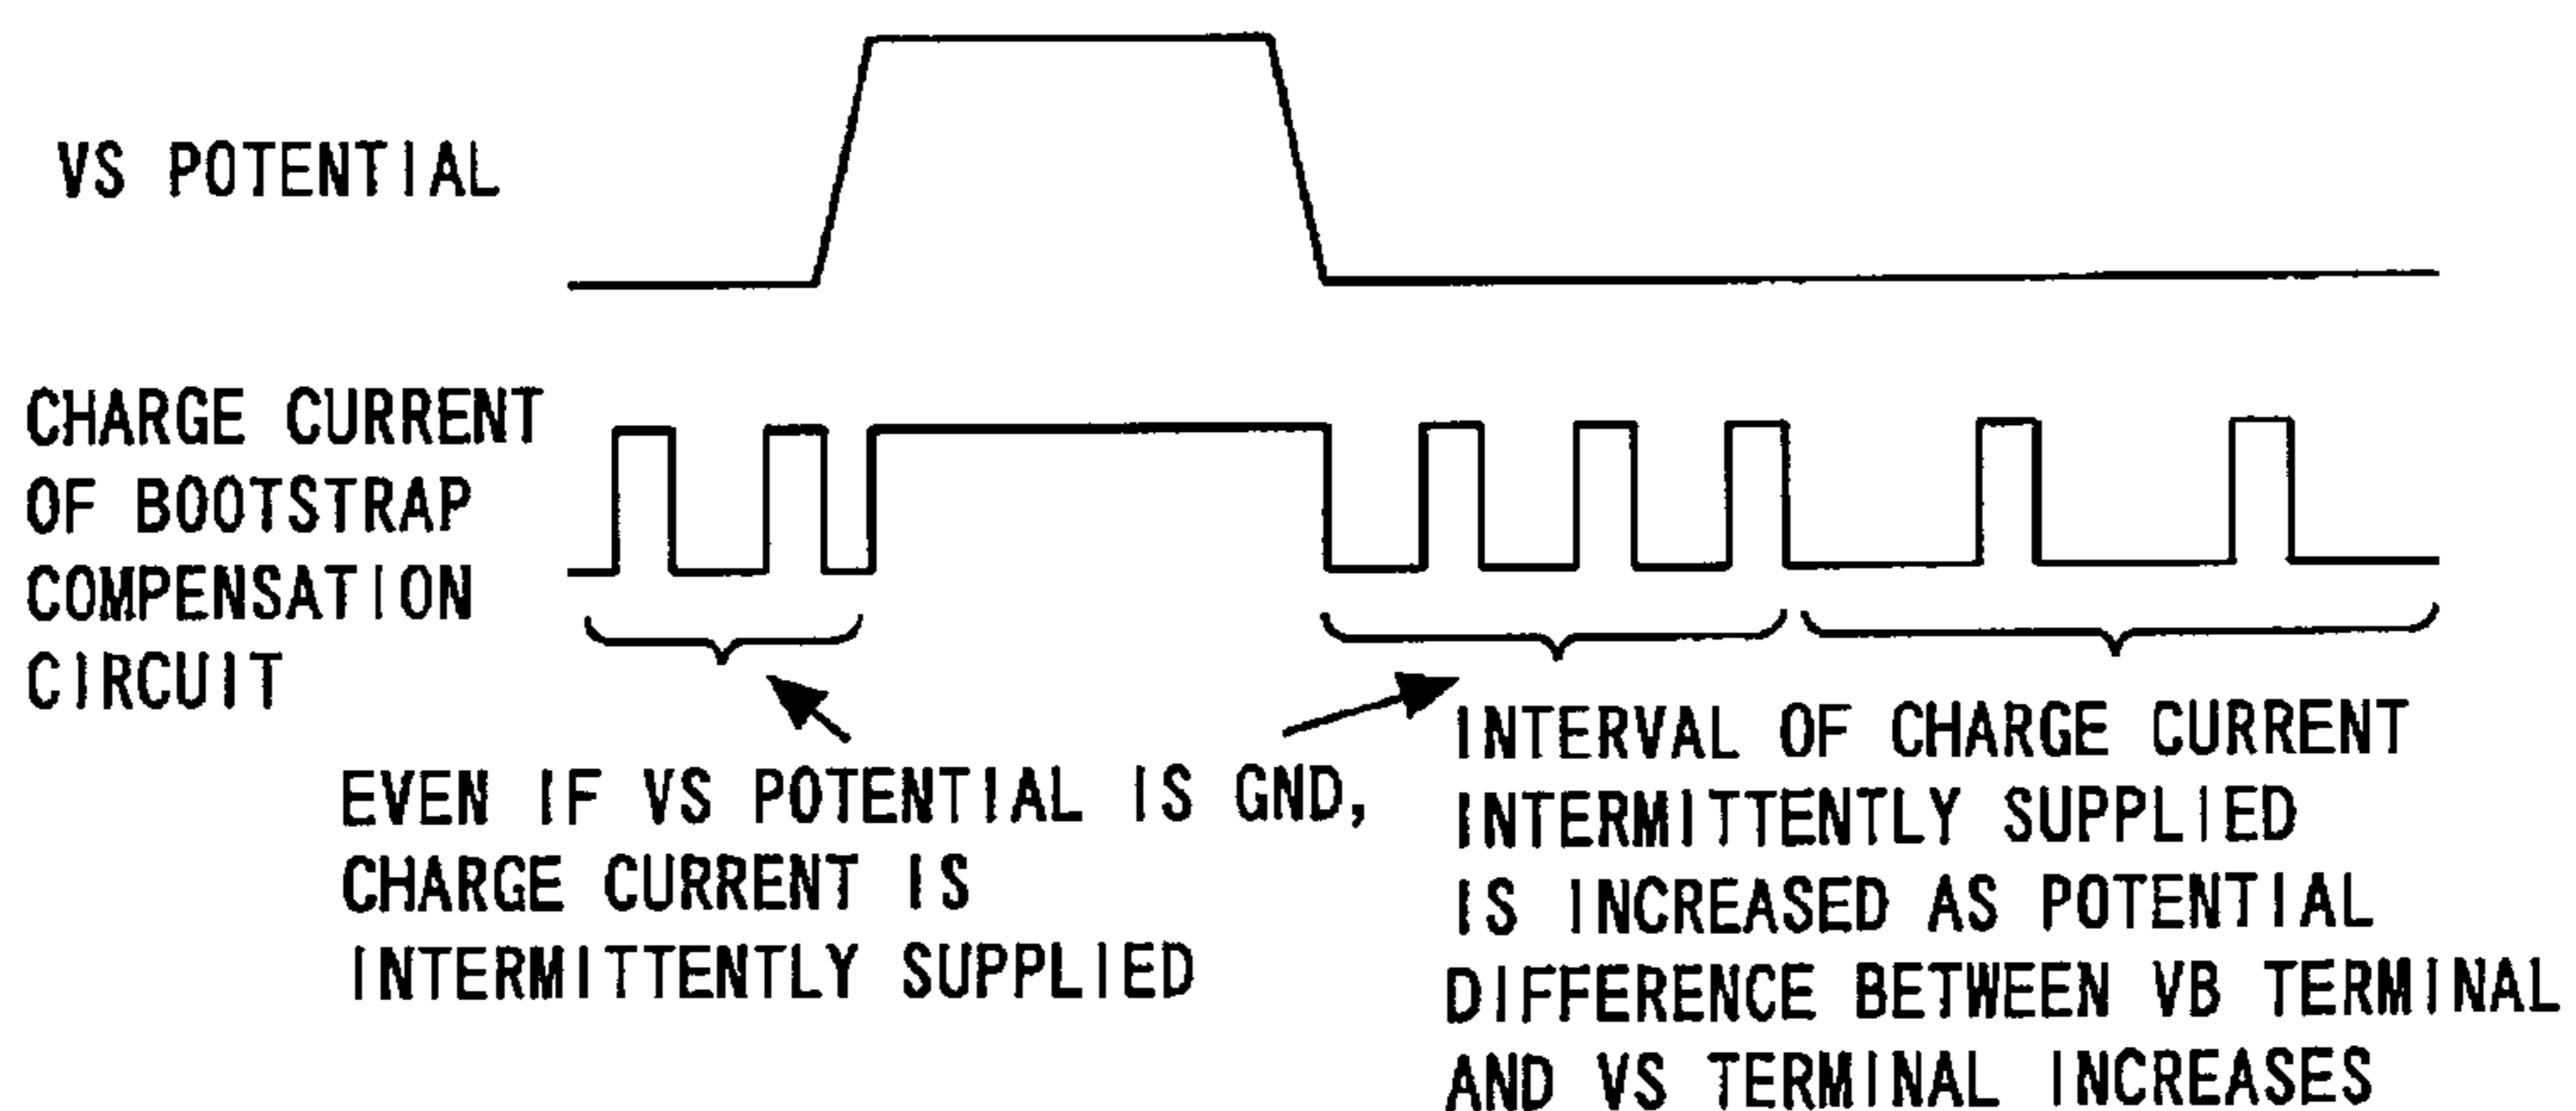 VS POTENTIAL
CHARGE CURRENT
OF BOOTSTRAP
COMPENSATION
CIRCUIT
EVEN IF VS POTENTIAL IS GND,
CHARGE CURRENT IS
INTERMITTENTLY SUPPLIED
INTERVAL OF CHARGE CURRENT
INTERMITTENTLY SUPPLIED
IS INCREASED AS POTENTIAL
DIFFERENCE BETWEEN VB TERMINAL
AND VS TERMINAL INCREASES